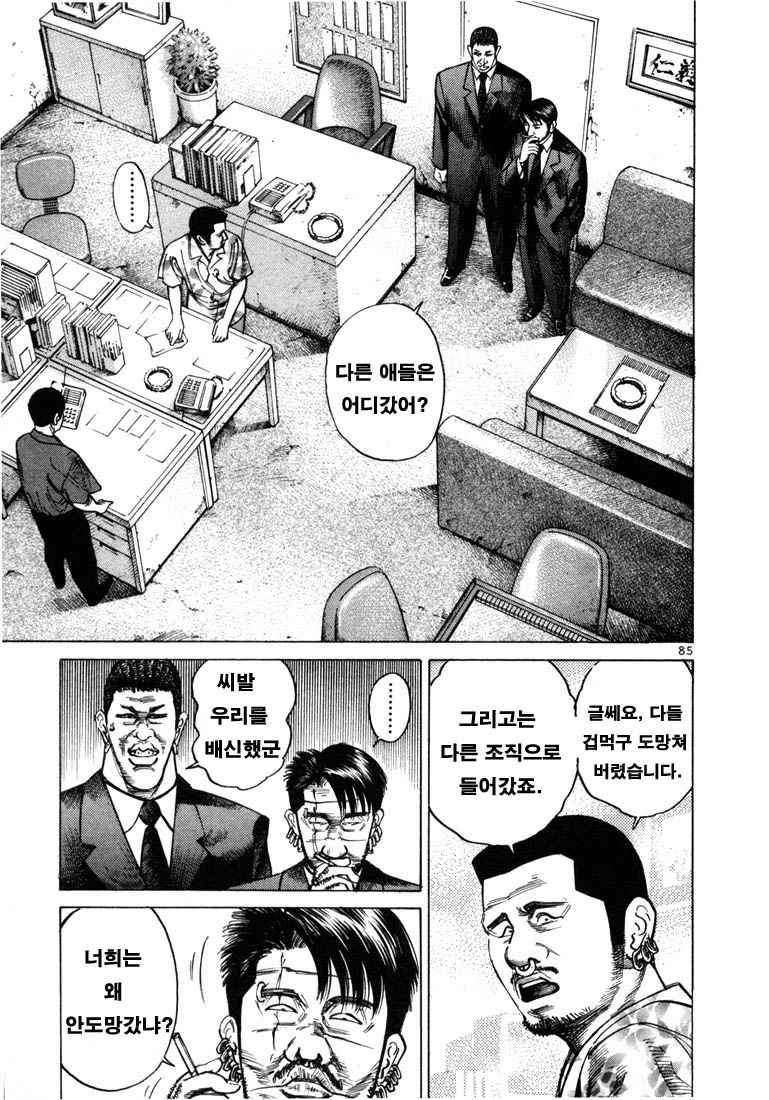 ……
다른 애들은
어디갔어?
仁義
85
글쎄요, 다들
겁먹구 도망쳐
버렸습니다.
그리고는
다른 조직으로
들어갔죠.
……
씨발
우리를
배신했군
너희는
왜
안도망갔냐?